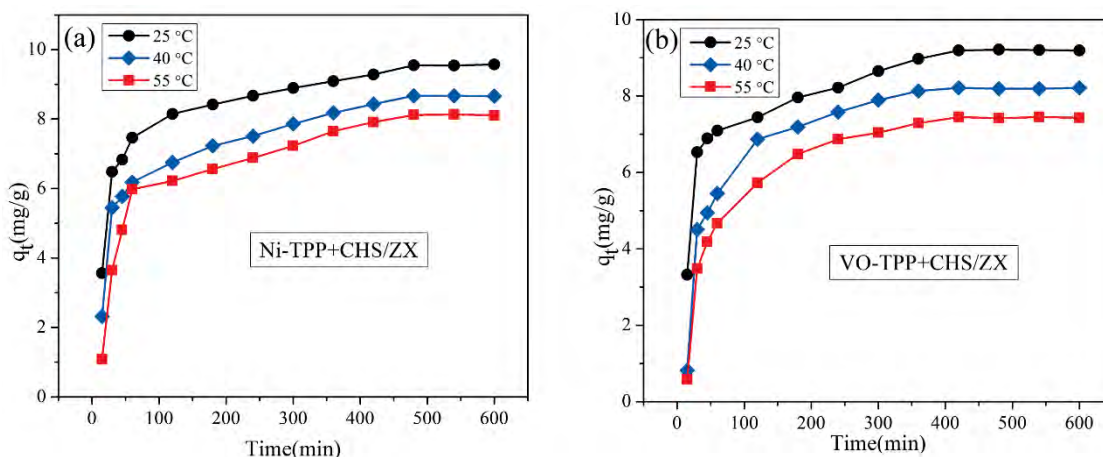 (a)
25 °C
40 °C
55 °C
10
8
6
4
2
0
q_t(mg/g)
Ni-TPP+CHS/ZX
0 100 200 300 400 500 600
Time(min)
(b)
25 °C
40 °C
55 °C
10
8
6
4
2
0
q_t(mg/g)
VO-TPP+CHS/ZX
0 100 200 300 400 500 600
Time(min)